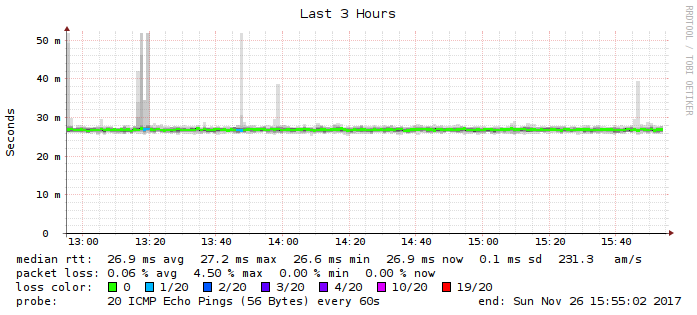 Last 3 Hours
RRDTOOL / TOBI OETIKER
Seconds
50 m
40 m
30 m
20 m
10 m
0
13:00 13:20 13:40 14:00 14:20 14:40 15:00 15:20 15:40
median rtt: 26.9 ms avg 27.2 ms max 26.6 ms min 26.9 ms now 0.1 ms sd 231.3 am/s
packet loss: 0.06 % avg 4.50 % max 0.00 % min 0.00 % now
loss color: 0 1/20 2/20 3/20 4/20 10/20 19/20
probe: 20 ICMP Echo Pings (56 Bytes) every 60s end: Sun Nov 26 15:55:02 2017